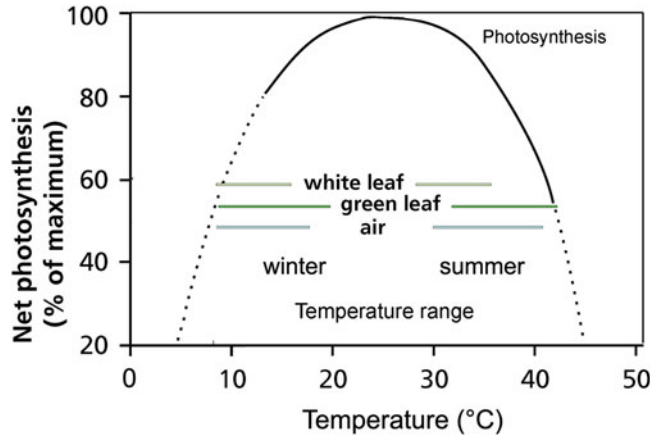 Net photosynthesis
(% of maximum)
100
80
60
40
20
Photosynthesis
white leaf
green leaf
air
winter summer
Temperature range
0 10 20 30 40 50
Temperature (°C)